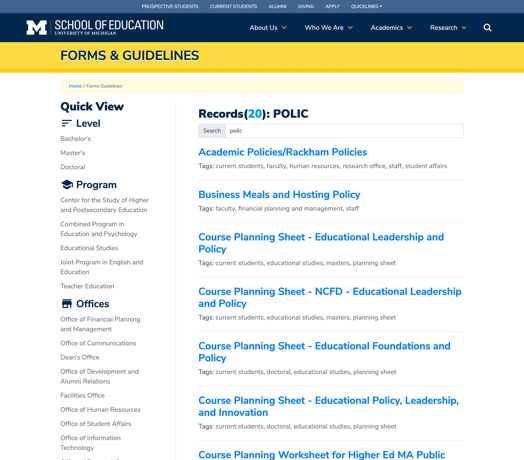 PROSPECTIVE STUDENTS CURRENT STUDENTS ALUMNI GIVING APPLY QUICKLINKS
M SCHOOL OF EDUCATION
UNIVERSITY OF MICHIGAN
About Us Who We Are Academics Research
FORMS & GUIDELINES
Home / Forms Guidelines
Quick View
Level
Bachelor's
Master's
Doctoral
Program
Center for the Study of Higher
and Postsecondary Education
Combined Program in
Education and Psychology
Educational Studies
Joint Program in English and
Education
Teacher Education
Offices
Office of Financial Planning
and Management
Office of Communications
Dean's Office
Office of Development and
Alumni Relations
Facilities Office
Office of Human Resources
Office of Student Affairs
Office of Information
Technology
Records(20): POLIC
Search polic
Academic Policies/Rackham Policies
Tags: current students, faculty, human resources, research office, staff, student affairs
Business Meals and Hosting Policy
Tags: faculty, financial planning and management, staff
Course Planning Sheet - Educational Leadership and
Policy
Tags: current students, educational studies, masters, planning sheet
Course Planning Sheet - NCFD - Educational Leadership
and Policy
Tags: current students, educational studies, masters, planning sheet
Course Planning Sheet - Educational Foundations and
Policy
Tags: current students, doctoral, educational studies, planning sheet
Course Planning Sheet - Educational Policy, Leadership,
and Innovation
Tags: current students, doctoral, educational studies, planning sheet
Course Planning Worksheet for Higher Ed MA Public